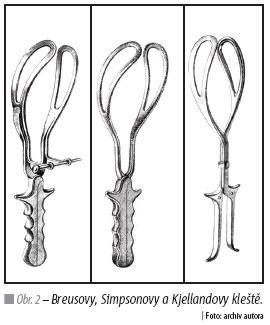 Obr. 2 – Breusovy, Simpsonovy a Kjellandovy kleště.
| Foto: archiv autora